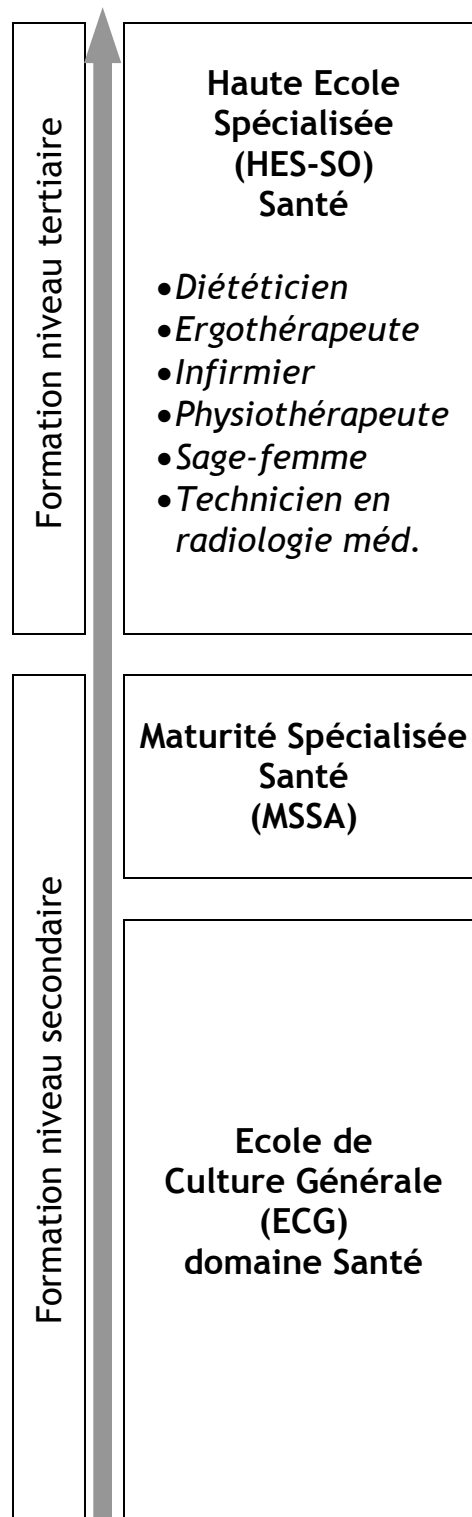 Formation niveau tertiaire
Haute Ecole
Spécialisée
(HES-SO)
Santé
•Diététicien
•Ergothérapeute
•Infirmier
•Physiothérapeute
•Sage-femme
•Technicien en
radiologie méd.
Formation niveau secondaire
Maturité Spécialisée
Santé
(MSSA)
Ecole de
Culture Générale
(ECG)
domaine Santé